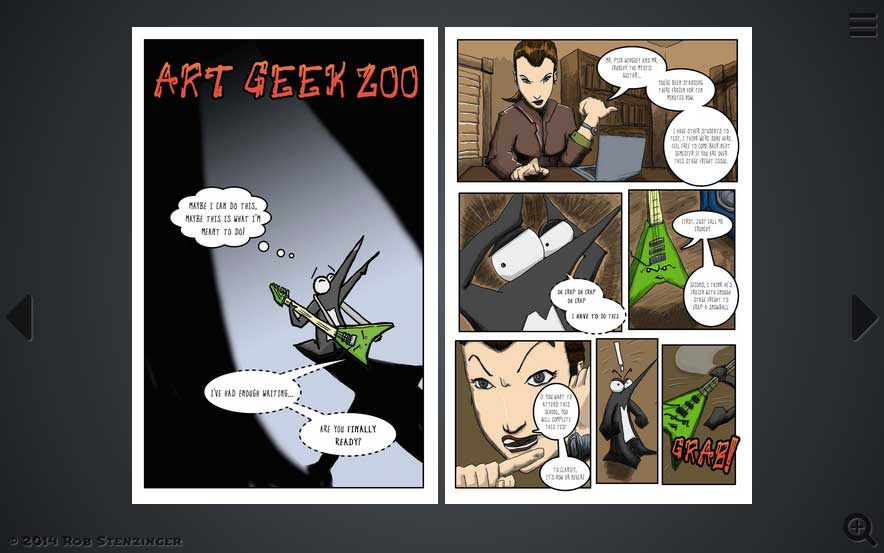 ART GEEK ZOO
MAYBE I CAN DO THIS,
MAYBE THIS IS WHAT I'M
MEANT TO DO?
I'VE HAD ENOUGH WRITING...
ARE YOU FINALLY
READY?
MR. PICK WINGNUT AND MR.
CRUNCHY THE MYSTIC
GUITAR...
YOU'VE BEEN STANDING
THERE FROZEN FOR TEN
MINUTES NOW.
I HAVE OTHER STUDENTS TO
TEST, I THINK WE'RE DONE HERE.
FEEL FREE TO COME BACK NEXT
SEMESTER IF YOU ARE OVER
THIS STAGE FRIGHT ISSUE.
OH CRAP OH CRAP
OH CRAP
I HAVE TO DO THIS
FIRST, JUST CALL ME
CRUNCHY
SECOND, I THINK HE'S
FROZEN WITH ENOUGH
STAGE FRIGHT TO
CRAP A SNOWBALL
IF YOU WANT TO
ATTEND THIS
SCHOOL, YOU
WILL COMPLETE
THIS TEST
TO CLARIFY,
IT'S NOW OR NEVER!
!
GRAB!
© 2014 ROB STENZINGER